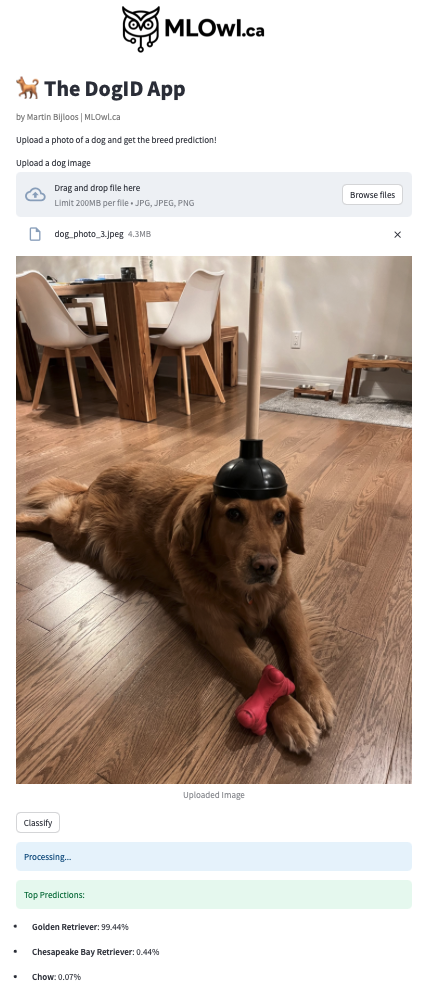 MLOwl.ca
The DogID App
by Martin Bijloos | MLOwl.ca
Upload a photo of a dog and get the breed prediction!
Upload a dog image
Drag and drop file here
Limit 200MB per file • JPG, JPEG, PNG
Browse files
dog_photo_3.jpeg 4.3MB
Uploaded Image
Classify
Processing...
Top Predictions:
• Golden Retriever: 99.44%
• Chesapeake Bay Retriever: 0.44%
• Chow: 0.07%